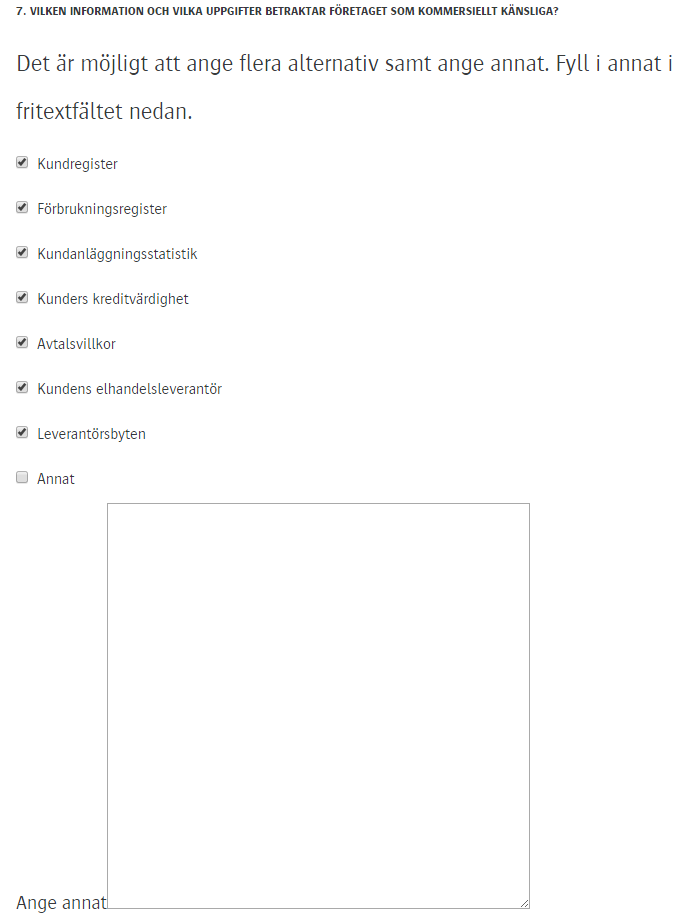 7. VILKEN INFORMATION OCH VILKA UPPGIFTER BETRAKTAR FÖRETAGET SOM KOMMERSIELLT KÄNSLIGA?
Det är möjligt att ange flera alternativ samt ange annat. Fyll i annat i
fritextfältet nedan.
Kundregister
Förbrukningsregister
Kundanläggningsstatistik
Kunders kreditvärdighet
Avtalsvillkor
Kundens elhandelsleverantör
Leverantörsbyten
Annat
Ange annat